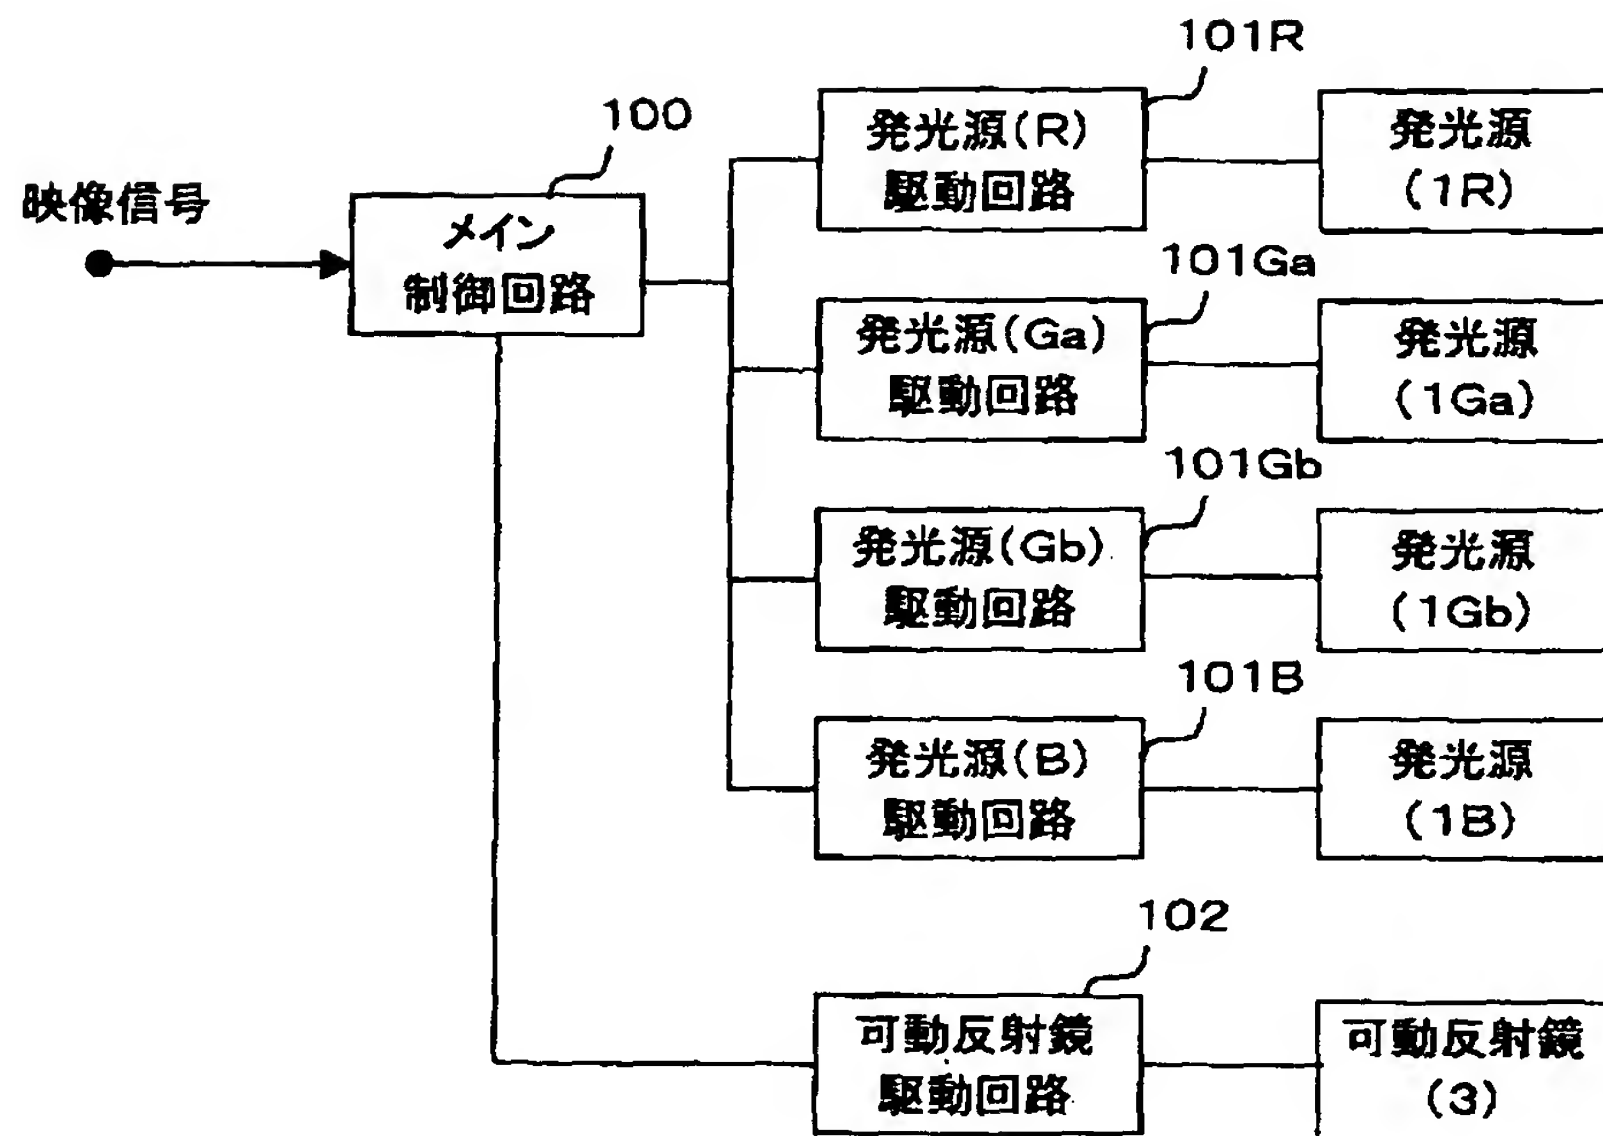 映像信号
100
メイン
制御回路
101R
発光源(R)
駆動回路
発光源
(1R)
101Ga
発光源(Ga)
駆動回路
発光源
(1Ga)
101Gb
発光源(Gb)
駆動回路
発光源
(1Gb)
101B
発光源(B)
駆動回路
発光源
(1B)
102
可動反射鏡
駆動回路
可動反射鏡
(3)